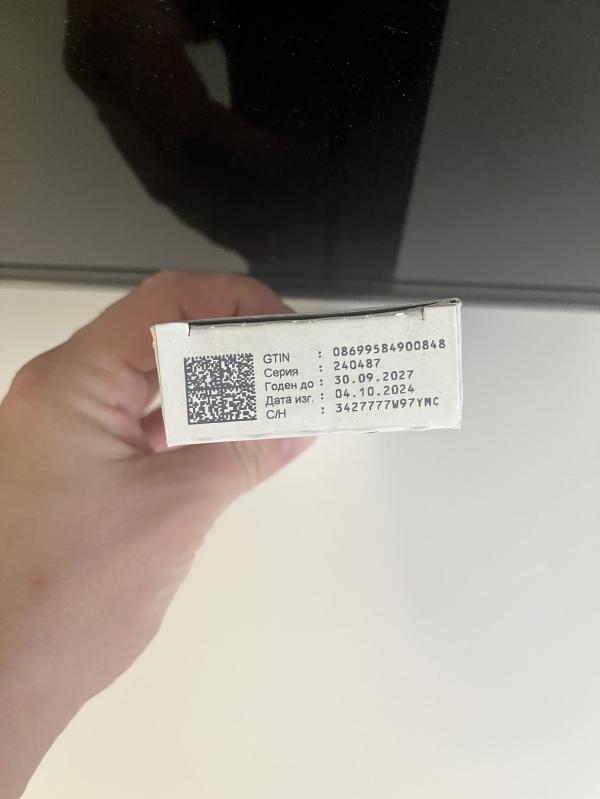 GTIN : 08699584900848
Серия : 240487
Годен до : 30.09.2027
Дата изг. : 04.10.2024
С/Н : 3427777W97YMC